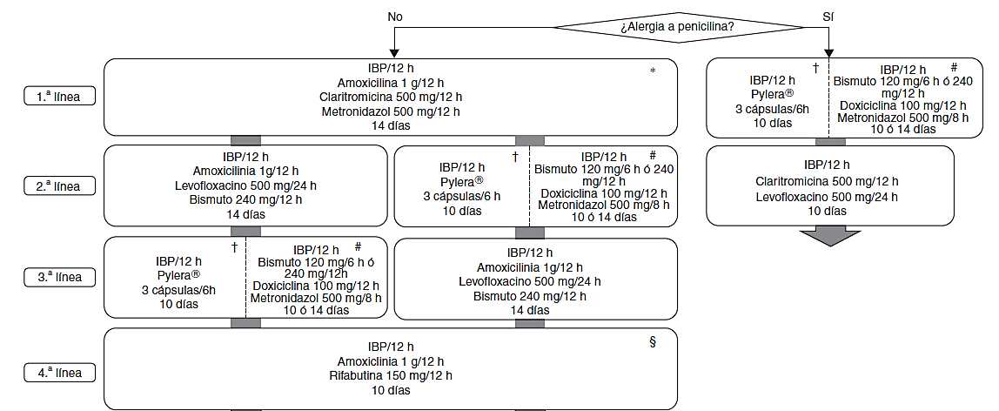 No
¿Alergia a penicilina?
Sí
1.ª línea
IBP/12 h
*
Amoxicilina 1 g/12 h
Claritromicina 500 mg/12 h
Metronidazol 500 mg/12 h
14 días
†
IBP/12 h
Pylera®
3 cápsulas/6h
10 días
IBP/12 h
#
Bismuto 120 mg/6 h ó 240
mg/12 h
Doxiciclina 100 mg/12 h
Metronidazol 500 mg/8 h
10 ó 14 días
2.ª línea
IBP/12 h
Amoxicilinia 1g/12 h
Levofloxacino 500 mg/24 h
Bismuto 240 mg/12 h
14 días
†
IBP/12 h
Pylera®
3 cápsulas/6 h
10 días
IBP/12 h
#
Bismuto 120 mg/6 h ó 240
mg/12 h
Doxiciclina 100 mg/12 h
Metronidazol 500 mg/8 h
10 ó 14 días
IBP/12 h
Claritromicina 500 mg/12 h
Levofloxacino 500 mg/24 h
10 días
3.ª línea
†
IBP/12 h
Pylera®
3 cápsulas/6h
10 días
IBP/12 h
#
Bismuto 120 mg/6 h ó
240 mg/12h
Doxiciclina 100 mg/12 h
Metronidazol 500 mg/8 h
10 ó 14 días
IBP/12 h
Amoxicilinia 1g/12 h
Levofloxacino 500 mg/24 h
Bismuto 240 mg/12 h
14 días
4.ª línea
§
IBP/12 h
Amoxiclinia 1 g/12 h
Rifabutina 150 mg/12 h
10 días